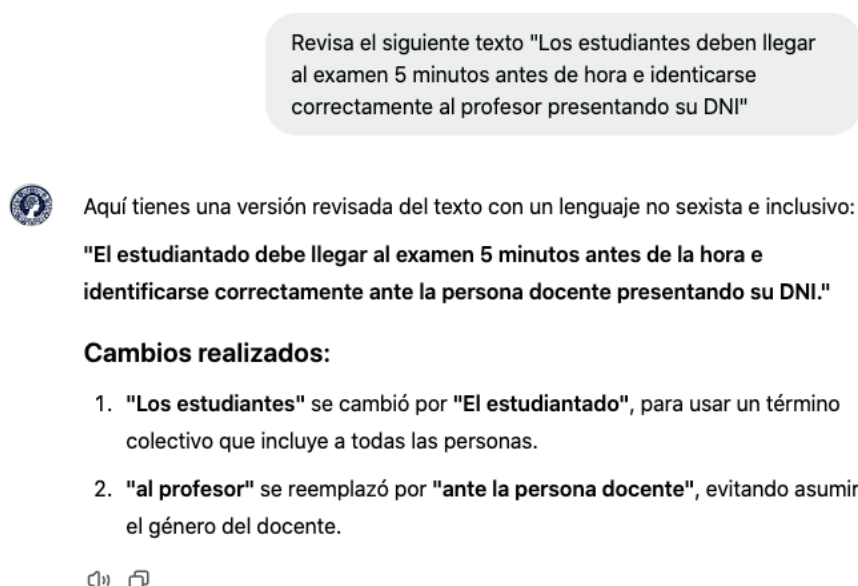 Revisa el siguiente texto "Los estudiantes deben llegar
al examen 5 minutos antes de hora e identicarse
correctamente al profesor presentando su DNI"
Aquí tienes una versión revisada del texto con un lenguaje no sexista e inclusivo:
"El estudiantado debe llegar al examen 5 minutos antes de la hora e
identificarse correctamente ante la persona docente presentando su DNI."
Cambios realizados:
1. "Los estudiantes" se cambió por "El estudiantado", para usar un término
colectivo que incluye a todas las personas.
2. "al profesor" se reemplazó por "ante la persona docente", evitando asumir
el género del docente.